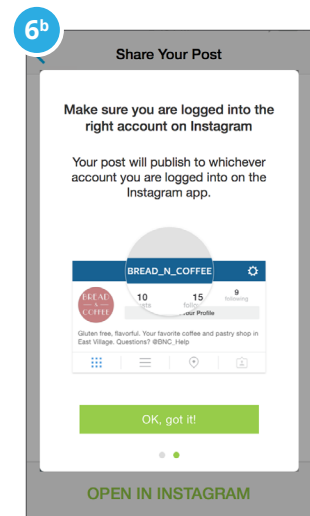 6b
Share Your Post
Make sure you are logged into the
right account on Instagram
Your post will publish to whichever
account you are logged into on the
Instagram app.
BREAD_N_COFFEE
BREAD
N
COFFEE
10 15 9
following
Your Profile
Gluten free, flavorful. Your favorite coffee and pastry shop in
East Village. Questions? @BNC_Help
OK, got it!
OPEN IN INSTAGRAM